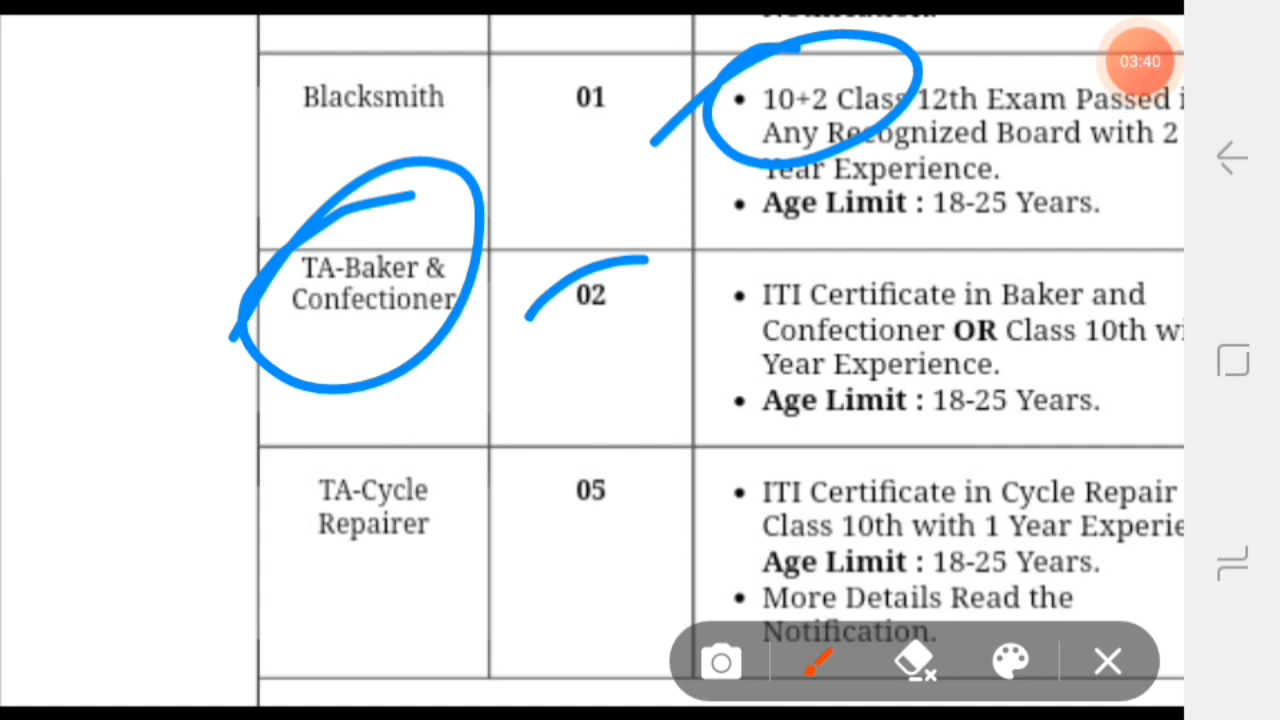 03:40
Blacksmith
01
• 10+2 Class 12th Exam Passed
Any Recognized Board with 2
Year Experience.
• Age Limit : 18-25 Years.
TA-Baker &
Confectioner
02
• ITI Certificate in Baker and
Confectioner OR Class 10th
Year Experience.
• Age Limit : 18-25 Years.
TA-Cycle
Repairer
05
• ITI Certificate in Cycle Repair
Class 10th with 1 Year
Age Limit : 18-25 Years.
• More Details Read the
Notification.